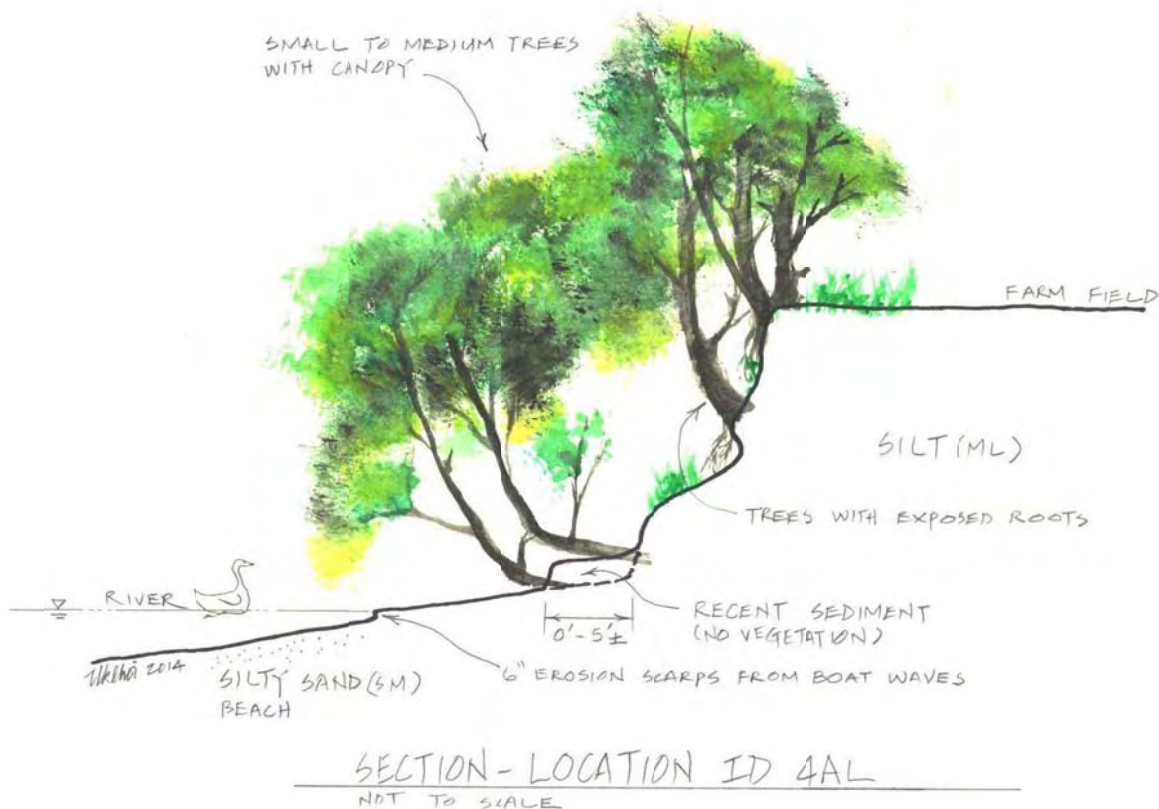 SMALL TO MEDIUM TREES
WITH CANOPY
FARM FIELD
SILT (ML)
TREES WITH EXPOSED ROOTS
RIVER
RECENT SEDIMENT
(NO VEGETATION)
0'-5'±
2014
6" EROSION SCARPS FROM BOAT WAVES
SILTY SAND (SM)
BEACH
SECTION - LOCATION ID 4AL
NOT TO SCALE